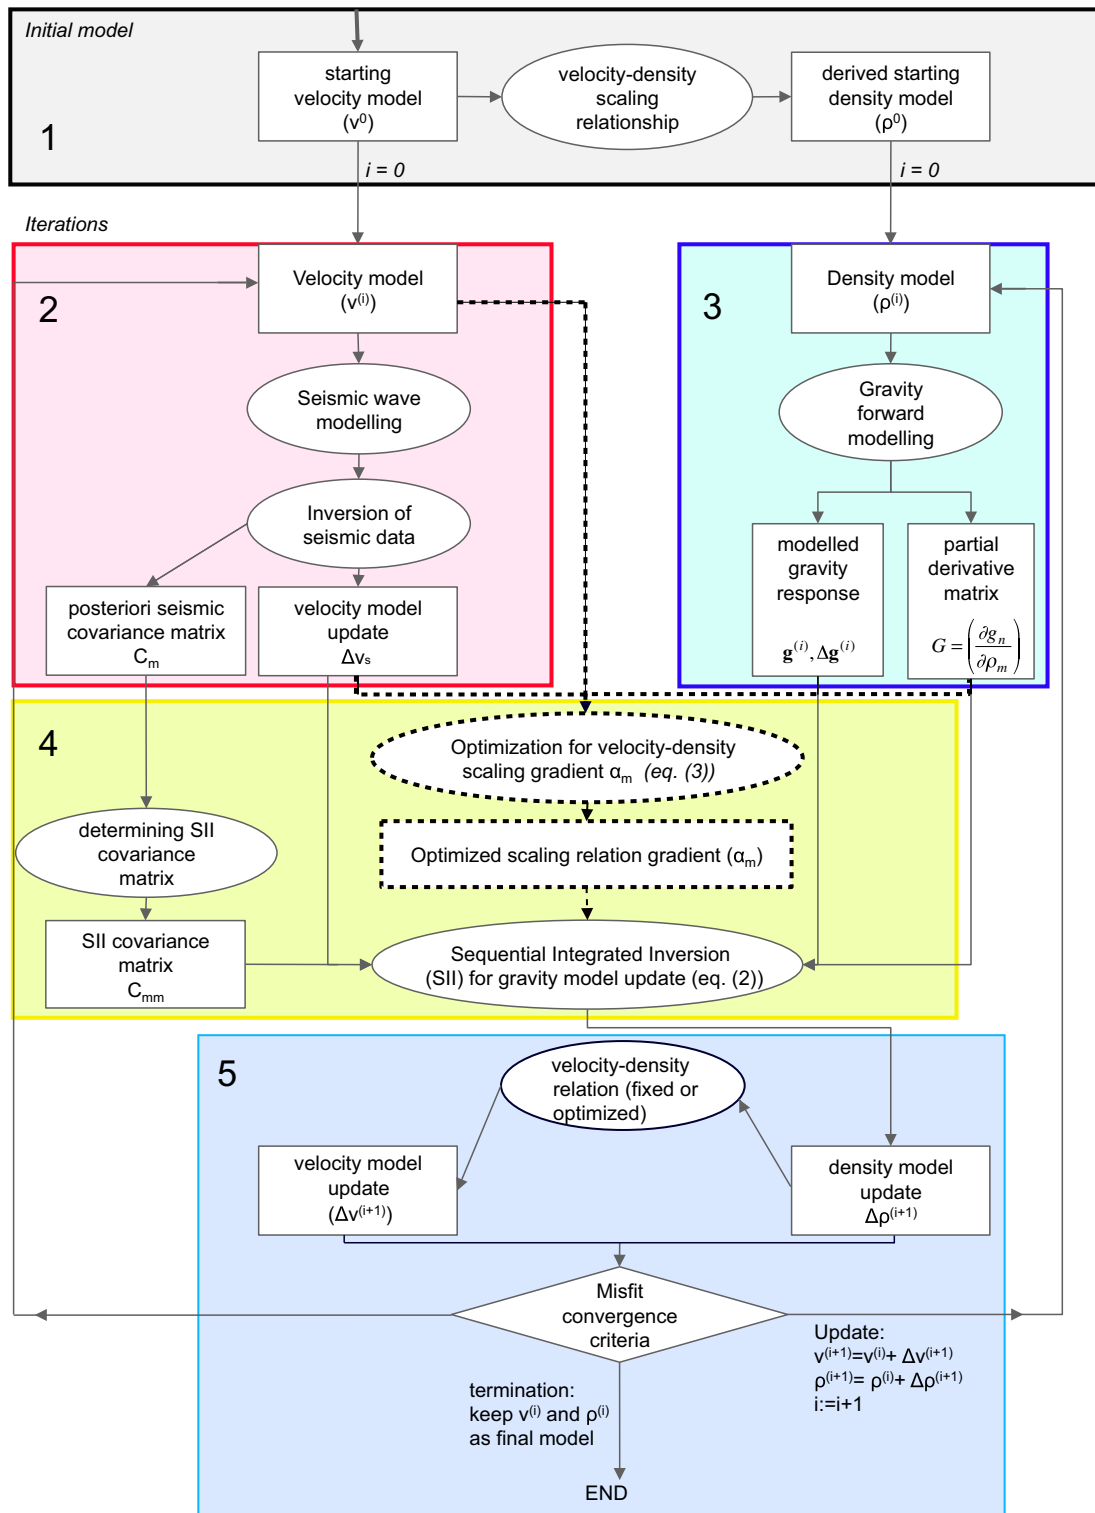 Initial model
1
starting
velocity model
(v⁰)
velocity-density
scaling
relationship
derived starting
density model
(ρ⁰)
i = 0
i = 0
Iterations
2
Velocity model
(v⁽ⁱ⁾)
Seismic wave
modelling
Inversion of
seismic data
posteriori seismic
covariance matrix
Cₘ
velocity model
update
Δvₛ
3
Density model
(ρ⁽ⁱ⁾)
Gravity
forward
modelling
modelled
gravity
response
g⁽ⁱ⁾, Δg⁽ⁱ⁾
partial
derivative
matrix
G = (∂gₙ / ∂ρₘ)
4
Optimization for velocity-density
scaling gradient αₘ (eq. (3))
Optimized scaling relation gradient (αₘ)
determining SII
covariance
matrix
SII covariance
matrix
Cₘₘ
Sequential Integrated Inversion
(SII) for gravity model update (eq. (2))
5
velocity-density
relation (fixed or
optimized)
velocity model
update
(Δv⁽ⁱ⁺¹⁾)
density model
update
Δρ⁽ⁱ⁺¹⁾
Misfit
convergence
criteria
Update:
v⁽ⁱ⁺¹⁾=v⁽ⁱ⁾+ Δv⁽ⁱ⁺¹⁾
ρ⁽ⁱ⁺¹⁾= ρ⁽ⁱ⁾+ Δρ⁽ⁱ⁺¹⁾
i:=i+1
termination:
keep v⁽ⁱ⁾ and ρ⁽ⁱ⁾
as final model
END